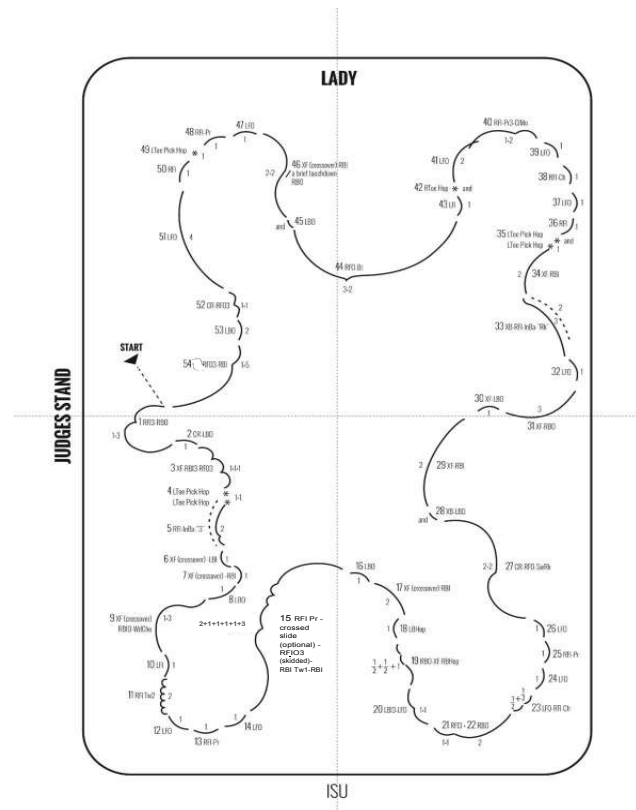 LADY
47 LFO
48 RFI-Pr
1
49 LToe Pick Hop
*
1
50 RFI
1
46 XF (crossover) RBI
a brief touchdown
RBO
2-2
and
45 LBO
51 LFO
4
40 RFI-Pr3-DMo
1-2
41 LFO
2
39 LFO
1
38 RFI-Ch
1
42 RToe Hop
*
and
43 LFI
1
37 LFO
1
36 RFI
1
35 LToe Pick Hop
LToe Pick Hop
*
*
and
1
44 RFO-Br
3-2
2
34 XF-RBI
52 CR-RFO3
1-1
53 LBO
2
54
RFO3-RBI
1-5
2
3
33 XB-RFI-InBa-"Rk"
32 LFO
1
START
JUDGES STAND
1 RFI3-RBO
1-3
2 CR-LBO
1
30 XF-LBO
1
3
31 XF-RBO
3 XF RBI3-RFO3
1-1-1
4 LToe Pick Hop
LToe Pick Hop
*
*
1-1
2
29 XF-RBI
5 RFI-InBa-"3"
2
28 XB-LBO
and
6 XF (crossover)-LBI
1
7 XF (crossover) -RBI
1
8 LBO
1
27 CR-RFO-SwRk
2-2
16 LBO
1
17 XF (crossover)-RBI
2
9 XF (crossover)
RBIO-WdCho
1-3
2+1+1+1+1+3
15 RFI Pr -
crossed
slide
(optional) -
RFIO3
(skidded)-
RBI Tw1-RBI
18 LBHop
1
26 LFO
1
25 RFI-Pr
1
10 LFI
1
19 RBO-XF RBHop
1/2+1/2+1
24 LFO
1
11 RFI Tw2
2
20 LBI3-LFO
1-1
1/2+1/2
23 LFO-RFI-Ch
12 LFO
1
13 RFI-Pr
1
14 LFO
1
21 RFO3 + 22 RBO
1-1
2
ISU